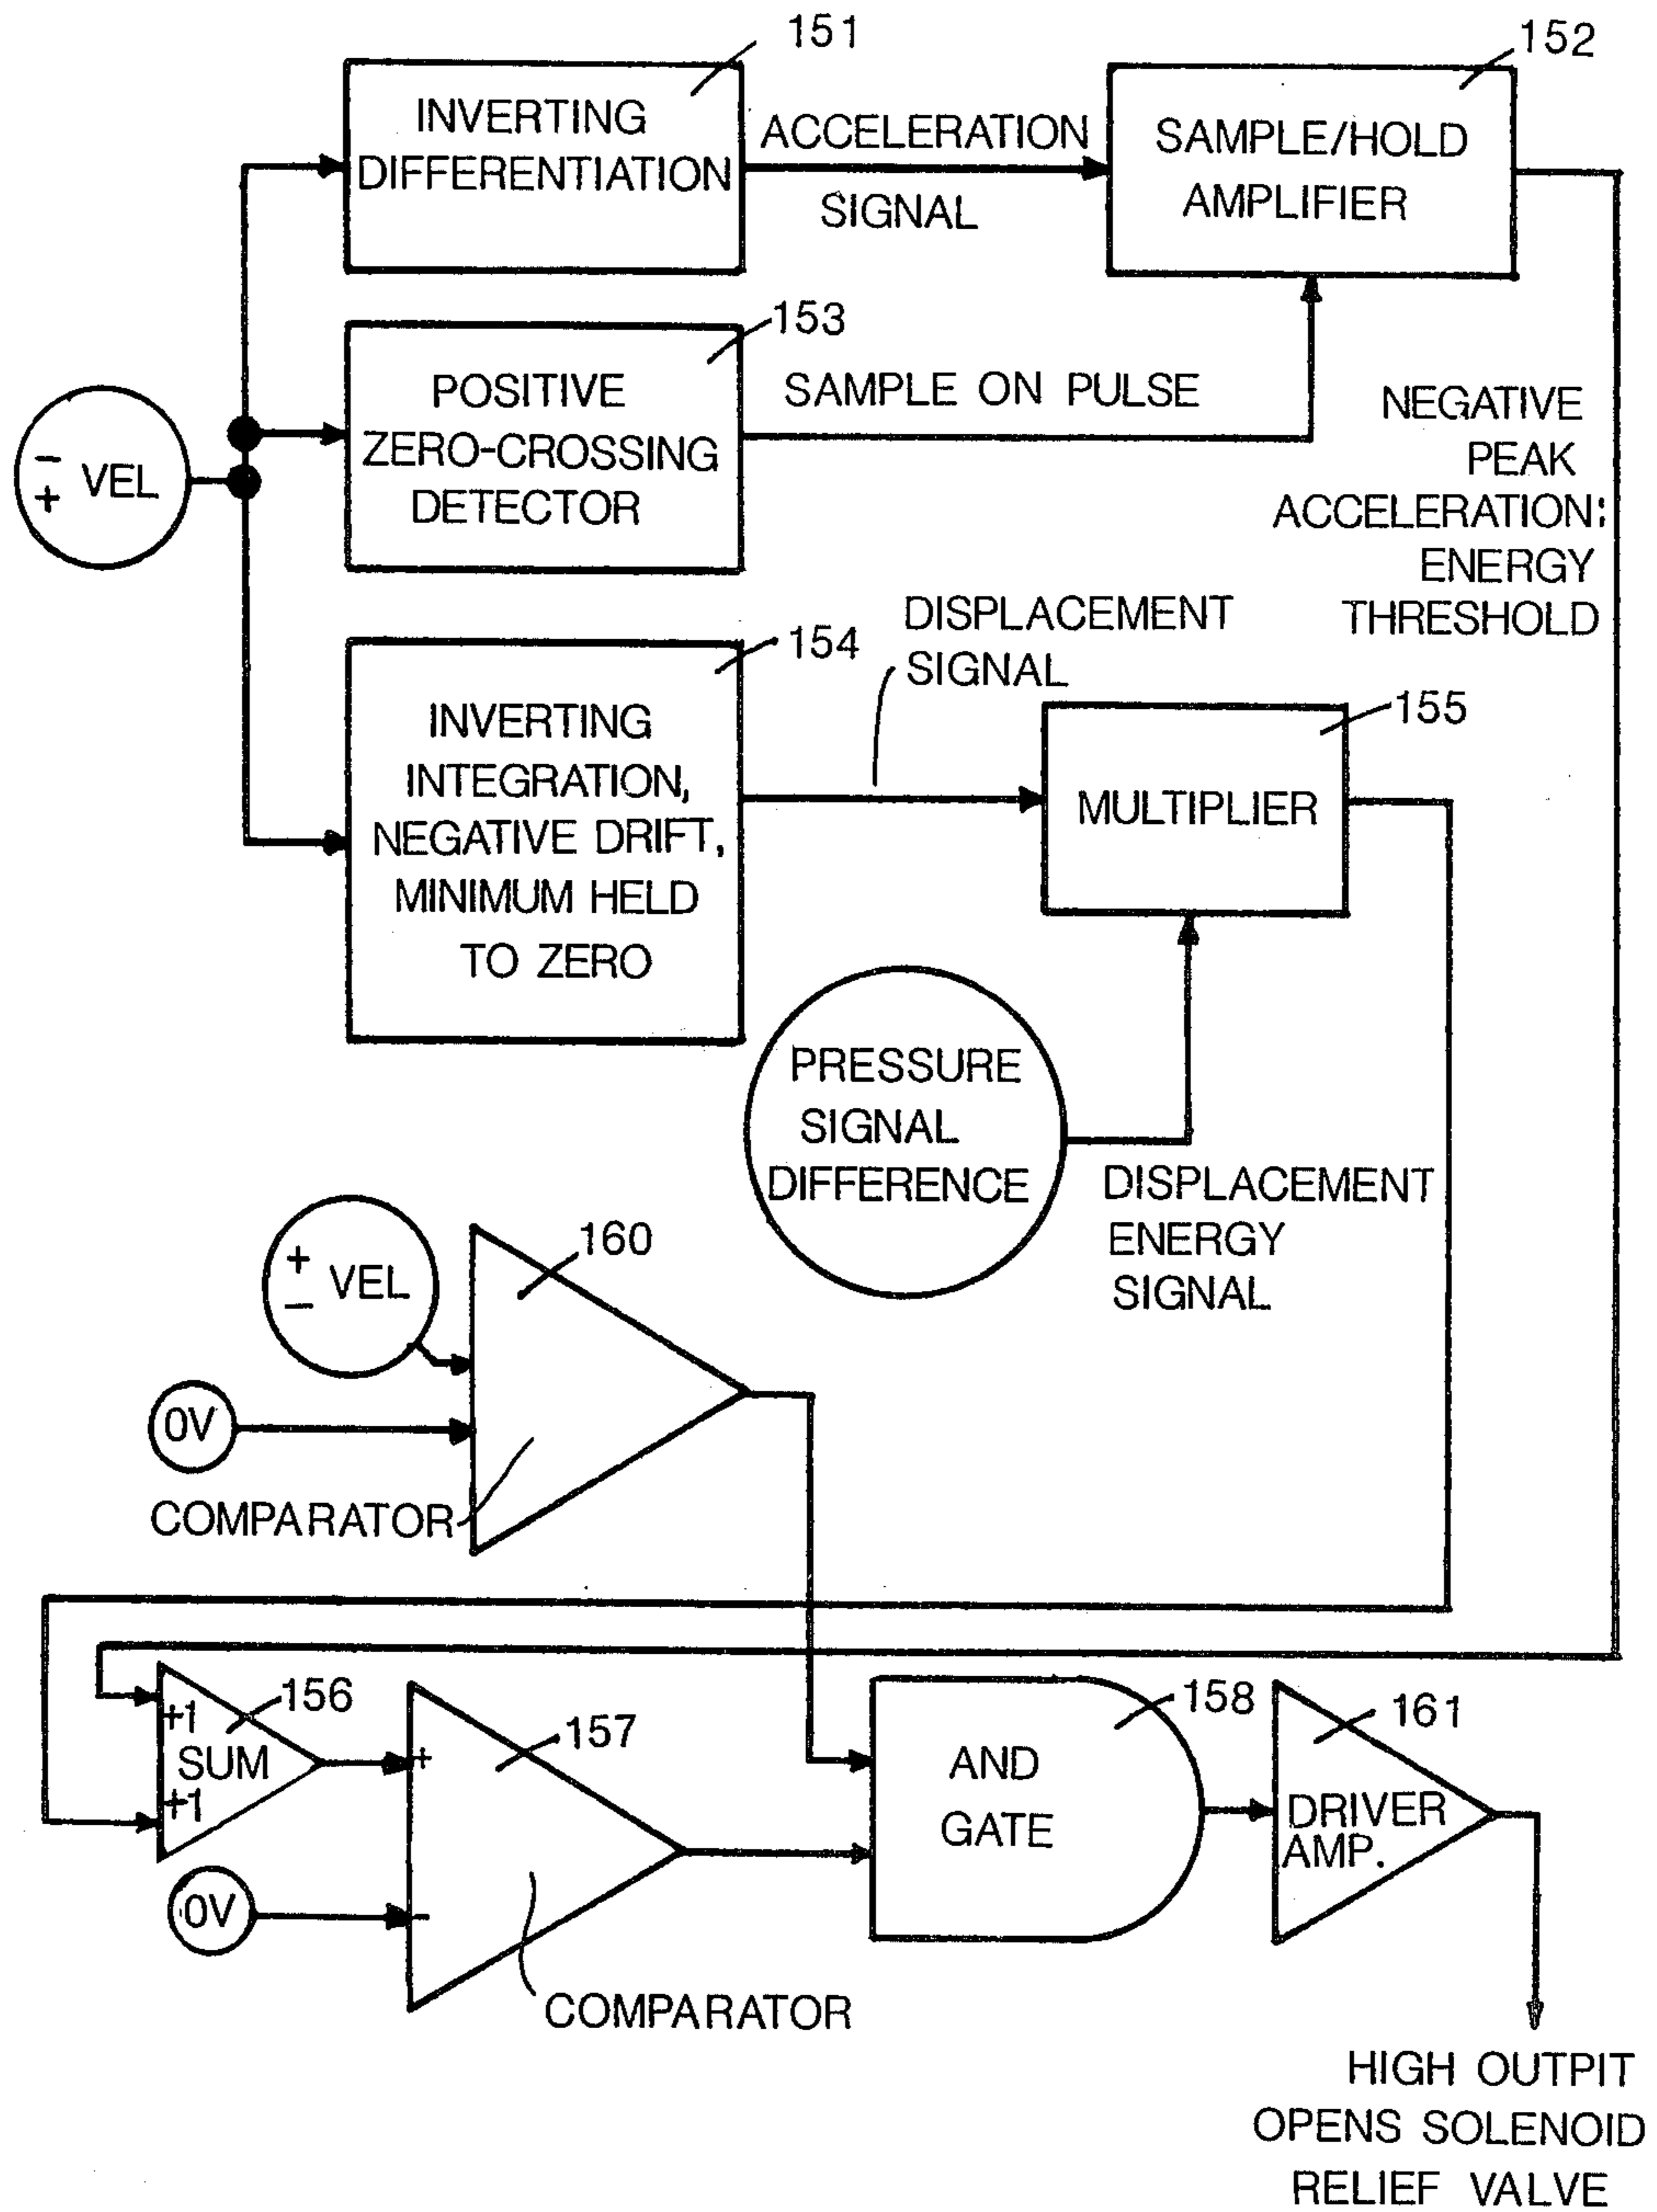 151
INVERTING
DIFFERENTIATION
ACCELERATION
SIGNAL
152
SAMPLE/HOLD
AMPLIFIER
153
POSITIVE
ZERO-CROSSING
DETECTOR
SAMPLE ON PULSE
− VEL
+
NEGATIVE
PEAK
ACCELERATION:
ENERGY
THRESHOLD
154
INVERTING
INTEGRATION,
NEGATIVE DRIFT,
MINIMUM HELD
TO ZERO
DISPLACEMENT
SIGNAL
155
MULTIPLIER
PRESSURE
SIGNAL
DIFFERENCE
DISPLACEMENT
ENERGY
SIGNAL
+ VEL
−
160
0V
COMPARATOR
156
+1
SUM
+1
0V
157
+
−
COMPARATOR
158
AND
GATE
161
DRIVER
AMP.
HIGH OUTPIT
OPENS SOLENOID
RELIEF VALVE